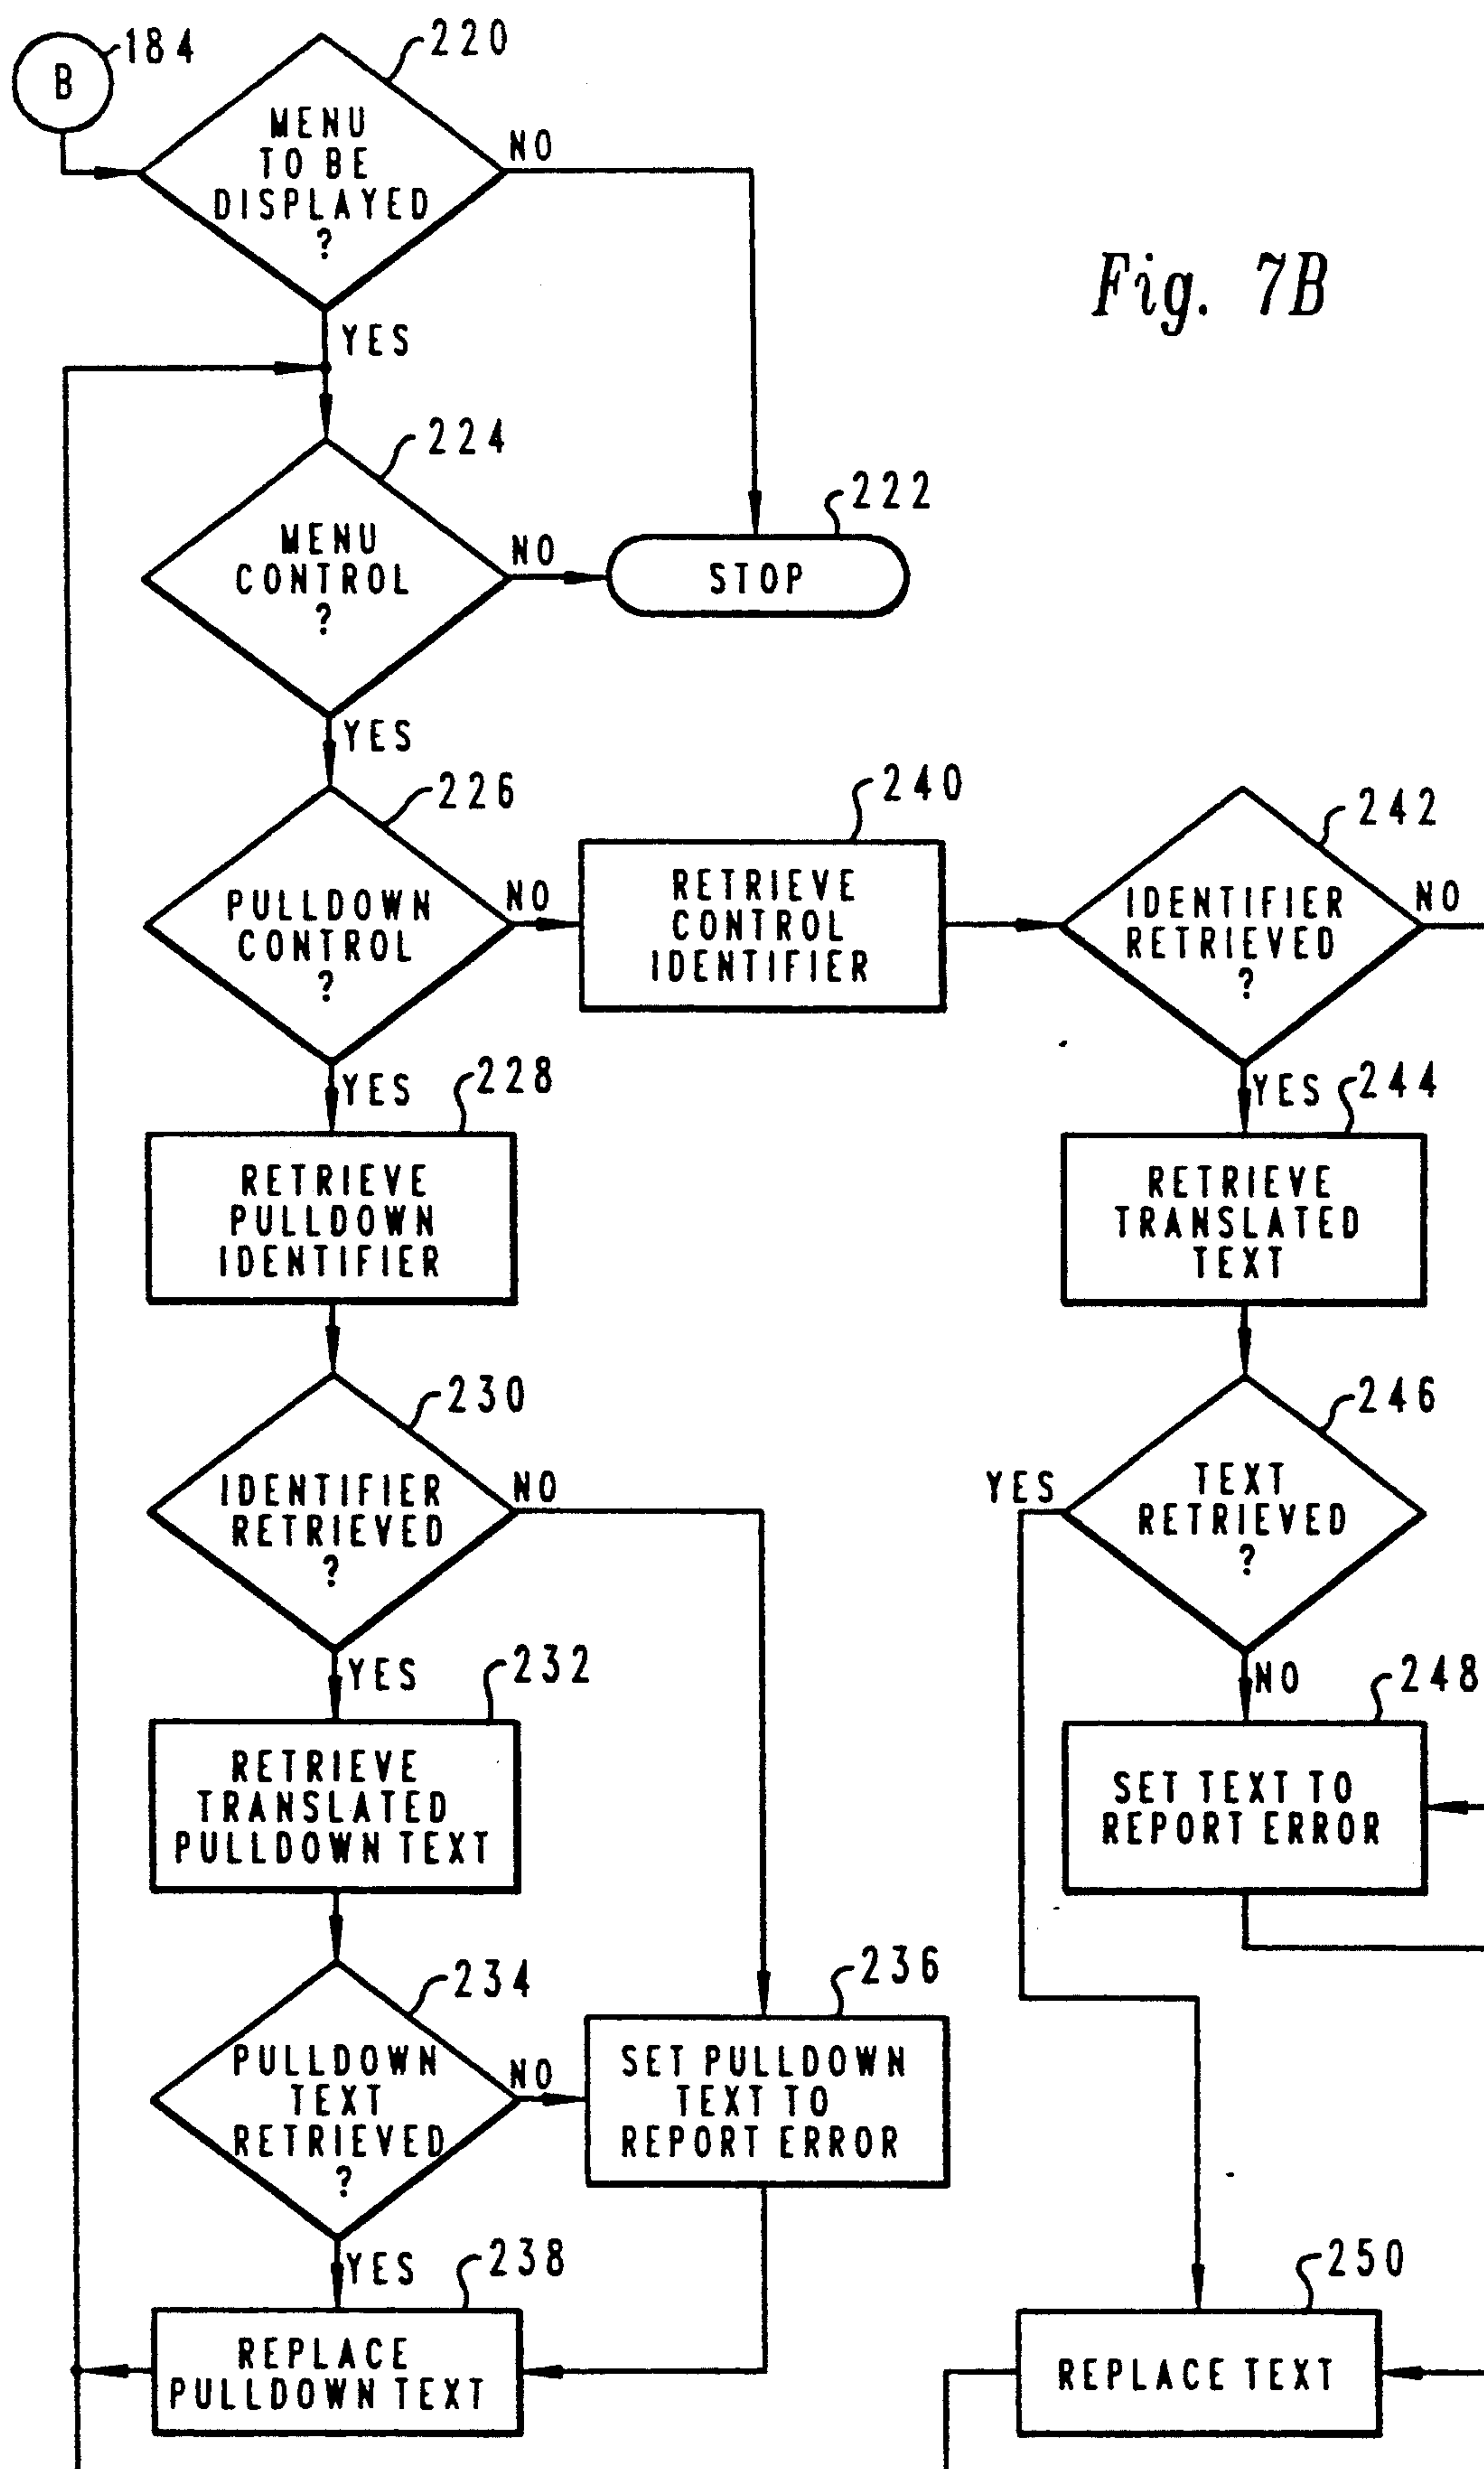 B
184
220
MENU
TO BE
DISPLAYED
?
NO
YES
Fig. 7B
224
MENU
CONTROL
?
NO
222
STOP
YES
226
PULLDOWN
CONTROL
?
NO
240
RETRIEVE
CONTROL
IDENTIFIER
242
IDENTIFIER
RETRIEVED
?
NO
YES
228
RETRIEVE
PULLDOWN
IDENTIFIER
YES
244
RETRIEVE
TRANSLATED
TEXT
230
IDENTIFIER
RETRIEVED
?
NO
246
YES
TEXT
RETRIEVED
?
YES
232
RETRIEVE
TRANSLATED
PULLDOWN TEXT
NO
248
SET TEXT TO
REPORT ERROR
234
PULLDOWN
TEXT
RETRIEVED
?
NO
236
SET PULLDOWN
TEXT TO
REPORT ERROR
YES
238
REPLACE
PULLDOWN TEXT
250
REPLACE TEXT